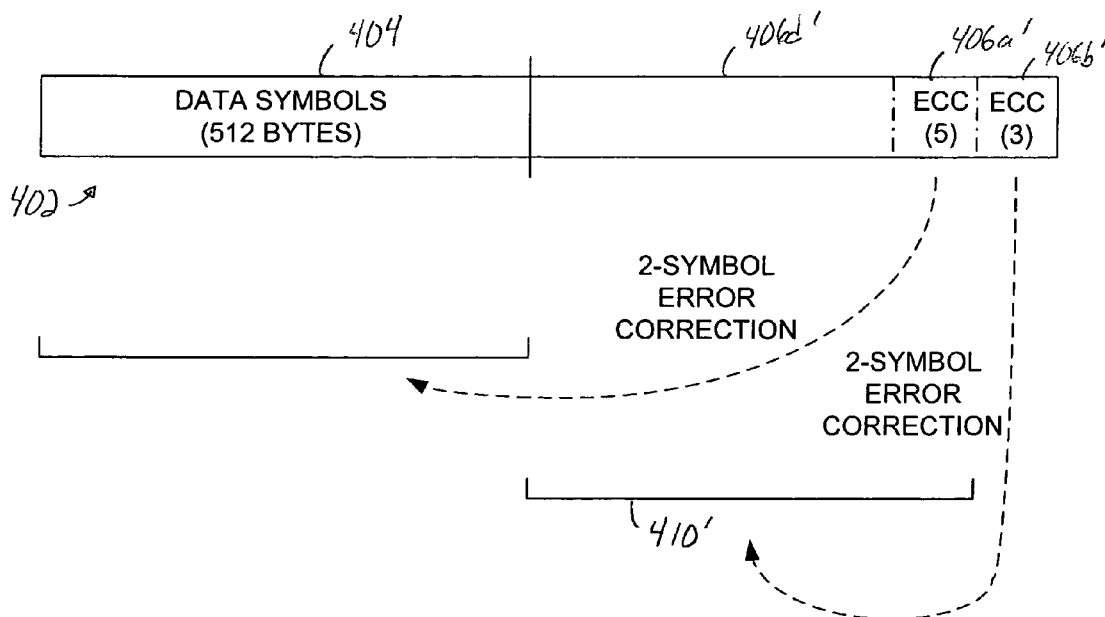 404
406d'
406a'
406b'
DATA SYMBOLS
(512 BYTES)
ECC
(5)
ECC
(3)
402
2-SYMBOL
ERROR
CORRECTION
2-SYMBOL
ERROR
CORRECTION
410'